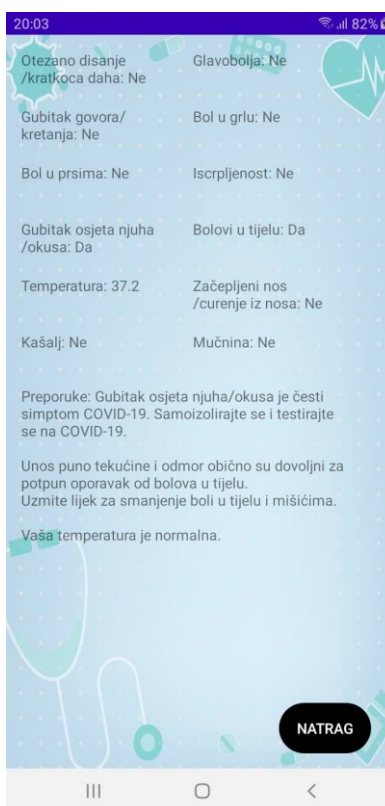 20:03
82%
Otezano disanje
/kratkoca daha: Ne
Glavobolja: Ne
Gubitak govora/
kretanja: Ne
Bol u grlu: Ne
Bol u prsima: Ne
Iscrpljenost: Ne
Gubitak osjeta njuha
/okusa: Da
Bolovi u tijelu: Da
Temperatura: 37.2
Začepljeni nos
/curenje iz nosa: Ne
Kašalj: Ne
Mučnina: Ne
Preporuke: Gubitak osjeta njuha/okusa je česti
simptom COVID-19. Samoizolirajte se i testirajte
se na COVID-19.
Unos puno tekućine i odmor obično su dovoljni za
potpun oporavak od bolova u tijelu.
Uzmite lijek za smanjenje boli u tijelu i mišićima.
Vaša temperatura je normalna.
NATRAG